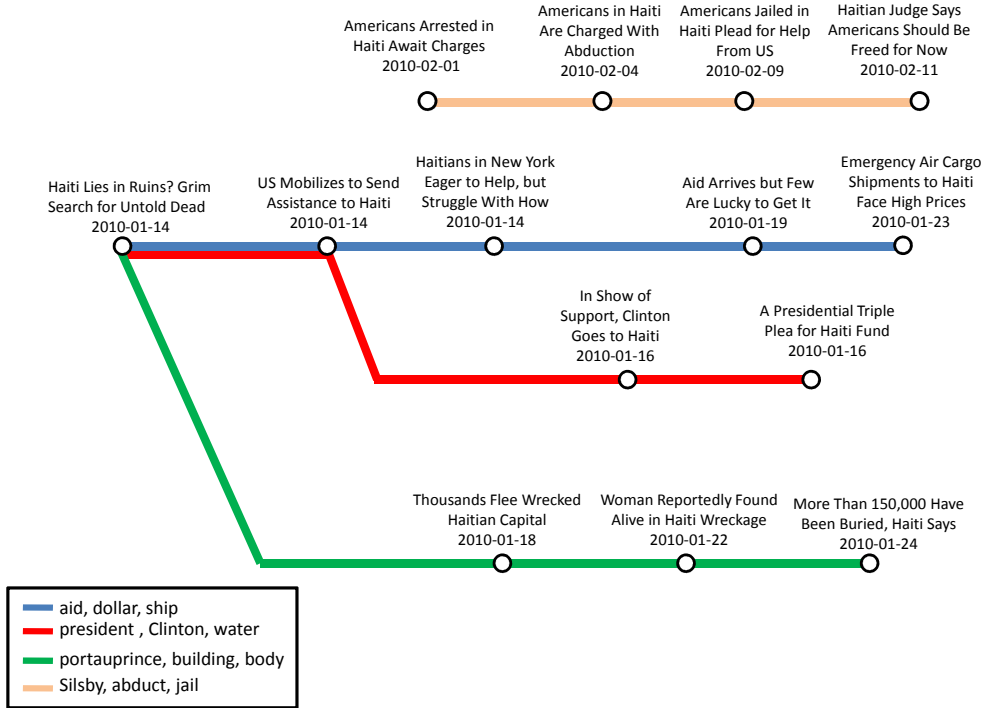 Americans Arrested in
Haiti Await Charges
2010-02-01
Americans in Haiti
Are Charged With
Abduction
2010-02-04
Americans Jailed in
Haiti Plead for Help
From US
2010-02-09
Haitian Judge Says
Americans Should Be
Freed for Now
2010-02-11
Haiti Lies in Ruins? Grim
Search for Untold Dead
2010-01-14
US Mobilizes to Send
Assistance to Haiti
2010-01-14
Haitians in New York
Eager to Help, but
Struggle With How
2010-01-14
Aid Arrives but Few
Are Lucky to Get It
2010-01-19
Emergency Air Cargo
Shipments to Haiti
Face High Prices
2010-01-23
In Show of
Support, Clinton
Goes to Haiti
2010-01-16
A Presidential Triple
Plea for Haiti Fund
2010-01-16
Thousands Flee Wrecked
Haitian Capital
2010-01-18
Woman Reportedly Found
Alive in Haiti Wreckage
2010-01-22
More Than 150,000 Have
Been Buried, Haiti Says
2010-01-24
aid, dollar, ship
president , Clinton, water
portauprince, building, body
Silsby, abduct, jail